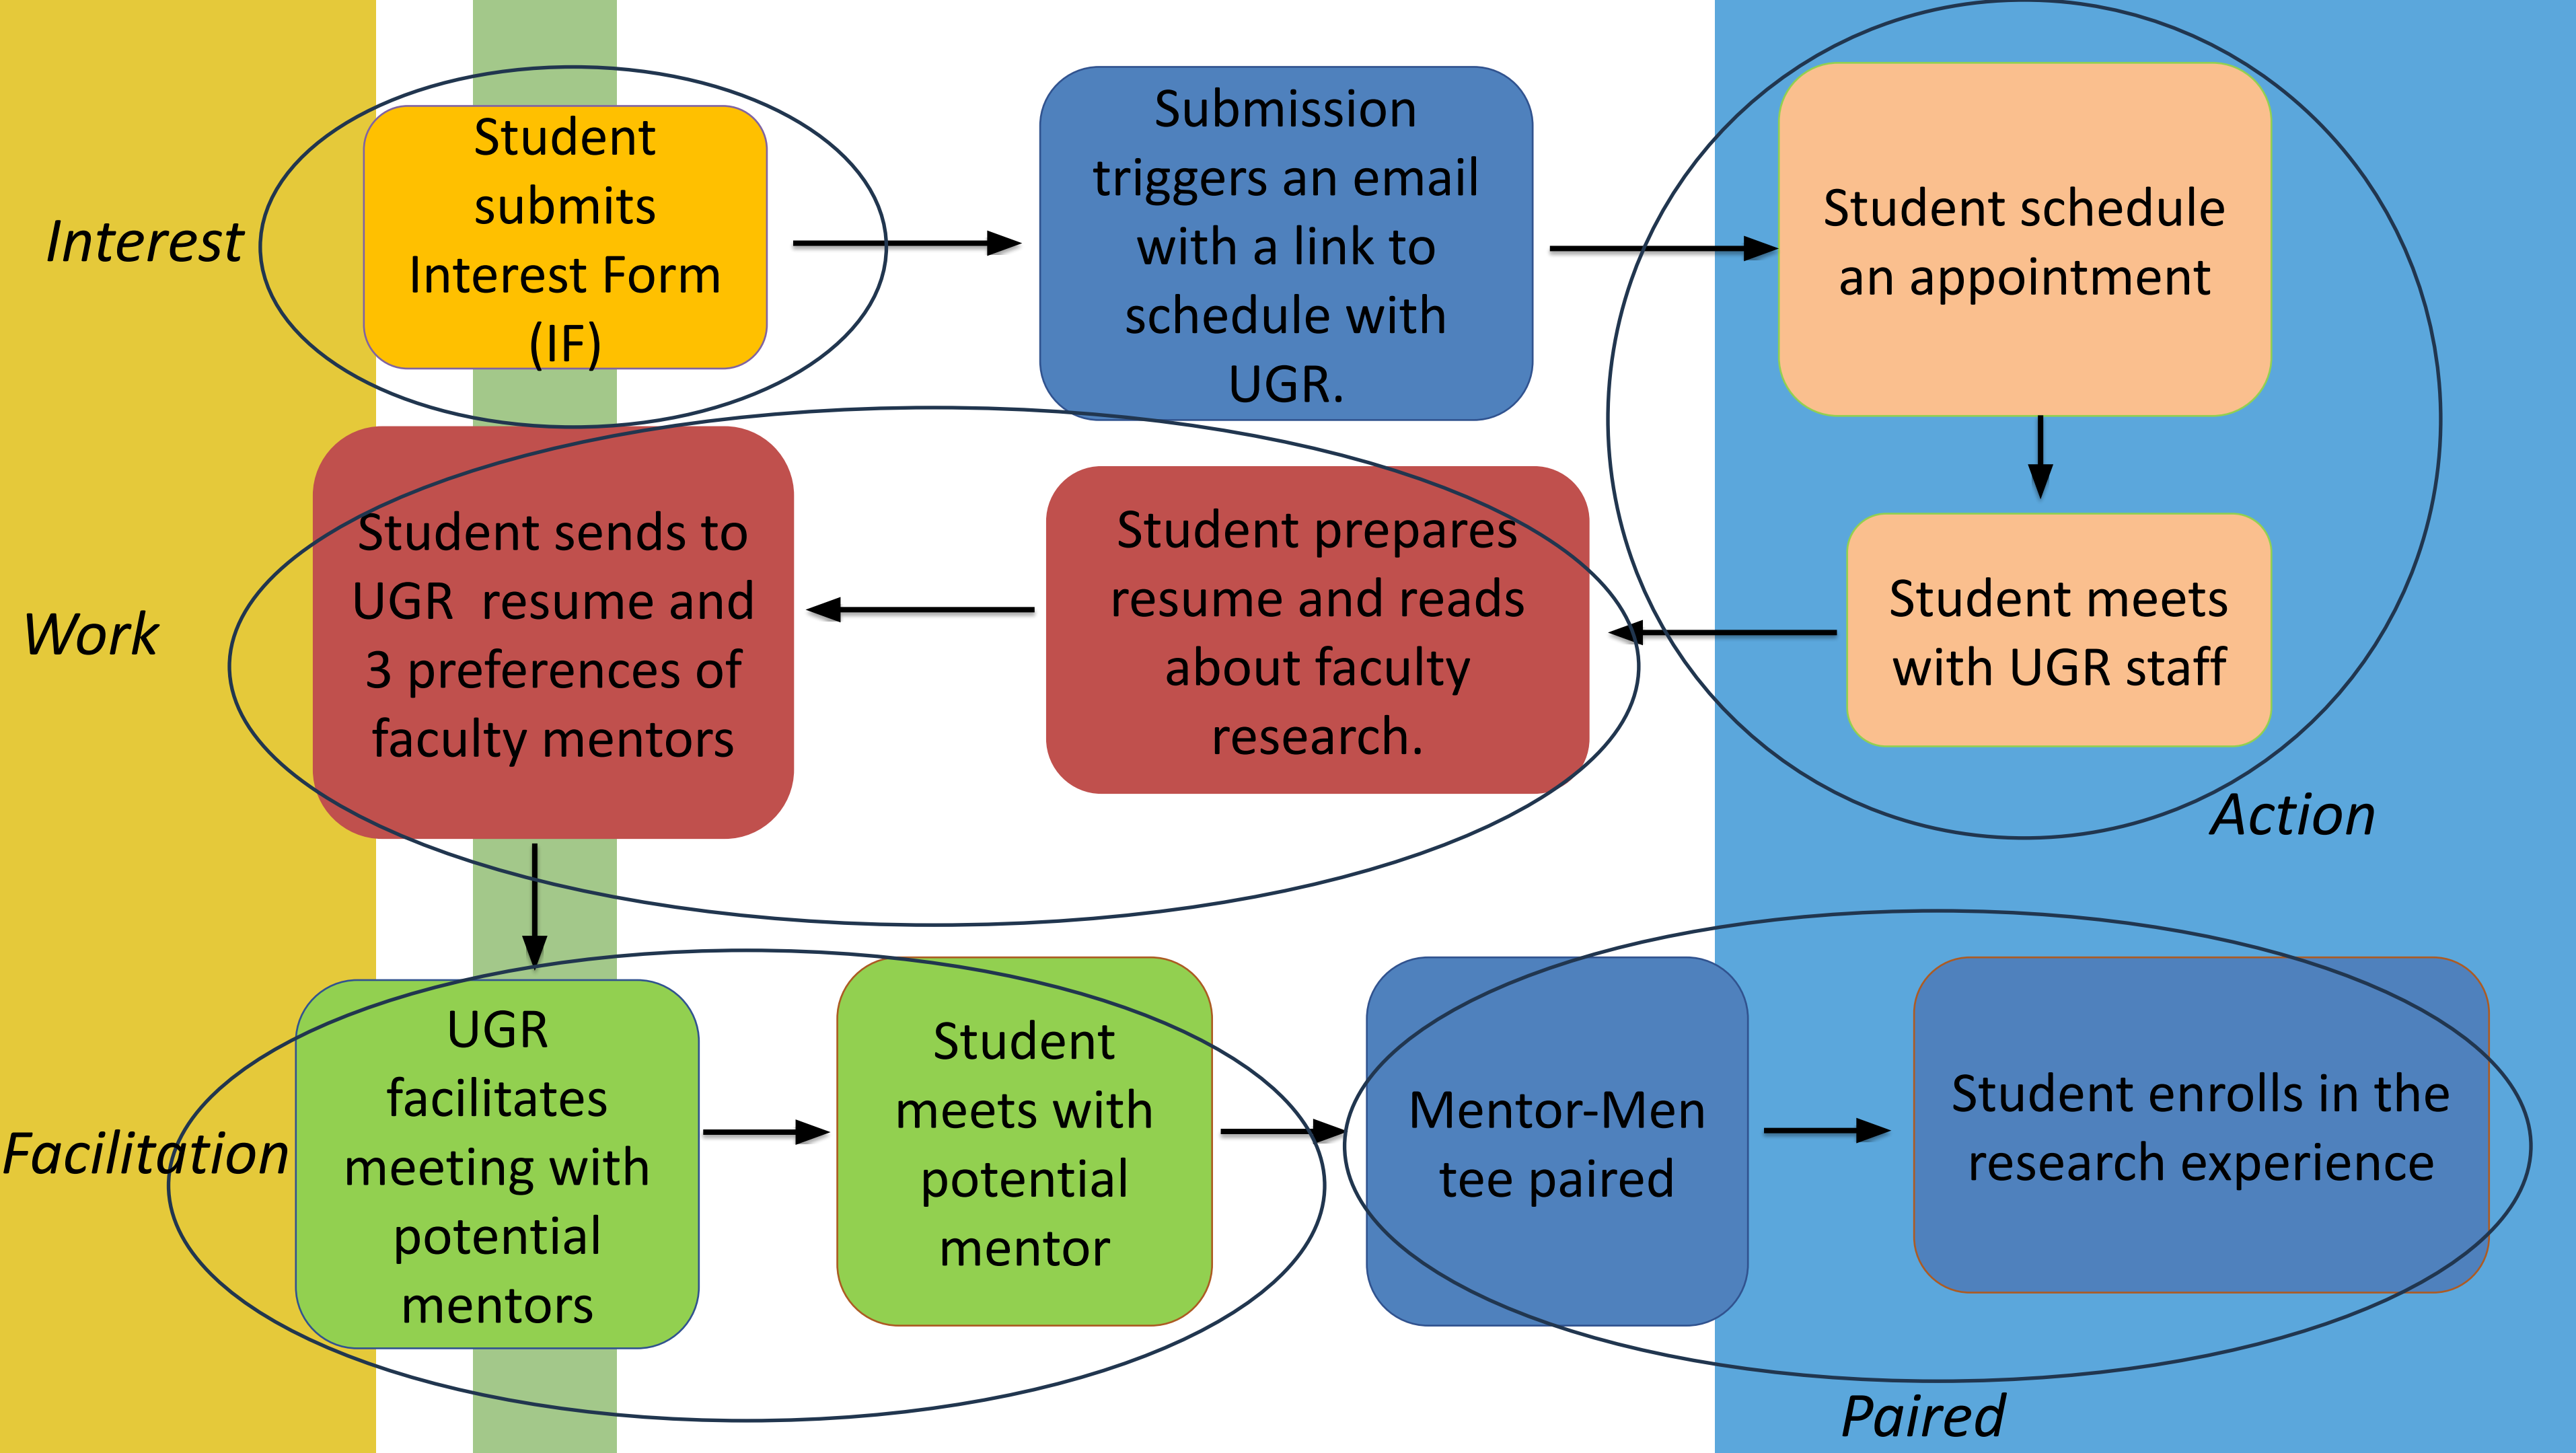 Interest
Student
submits
Interest Form
(IF)
Submission
triggers an email
with a link to
schedule with
UGR.
Student schedule
an appointment
Student meets
with UGR staff
Action
Work
Student prepares
resume and reads
about faculty
research.
Student sends to
UGR  resume and
3 preferences of
faculty mentors
Facilitation
UGR
facilitates
meeting with
potential
mentors
Student
meets with
potential
mentor
Mentor-Men
tee paired
Student enrolls in the
research experience
Paired